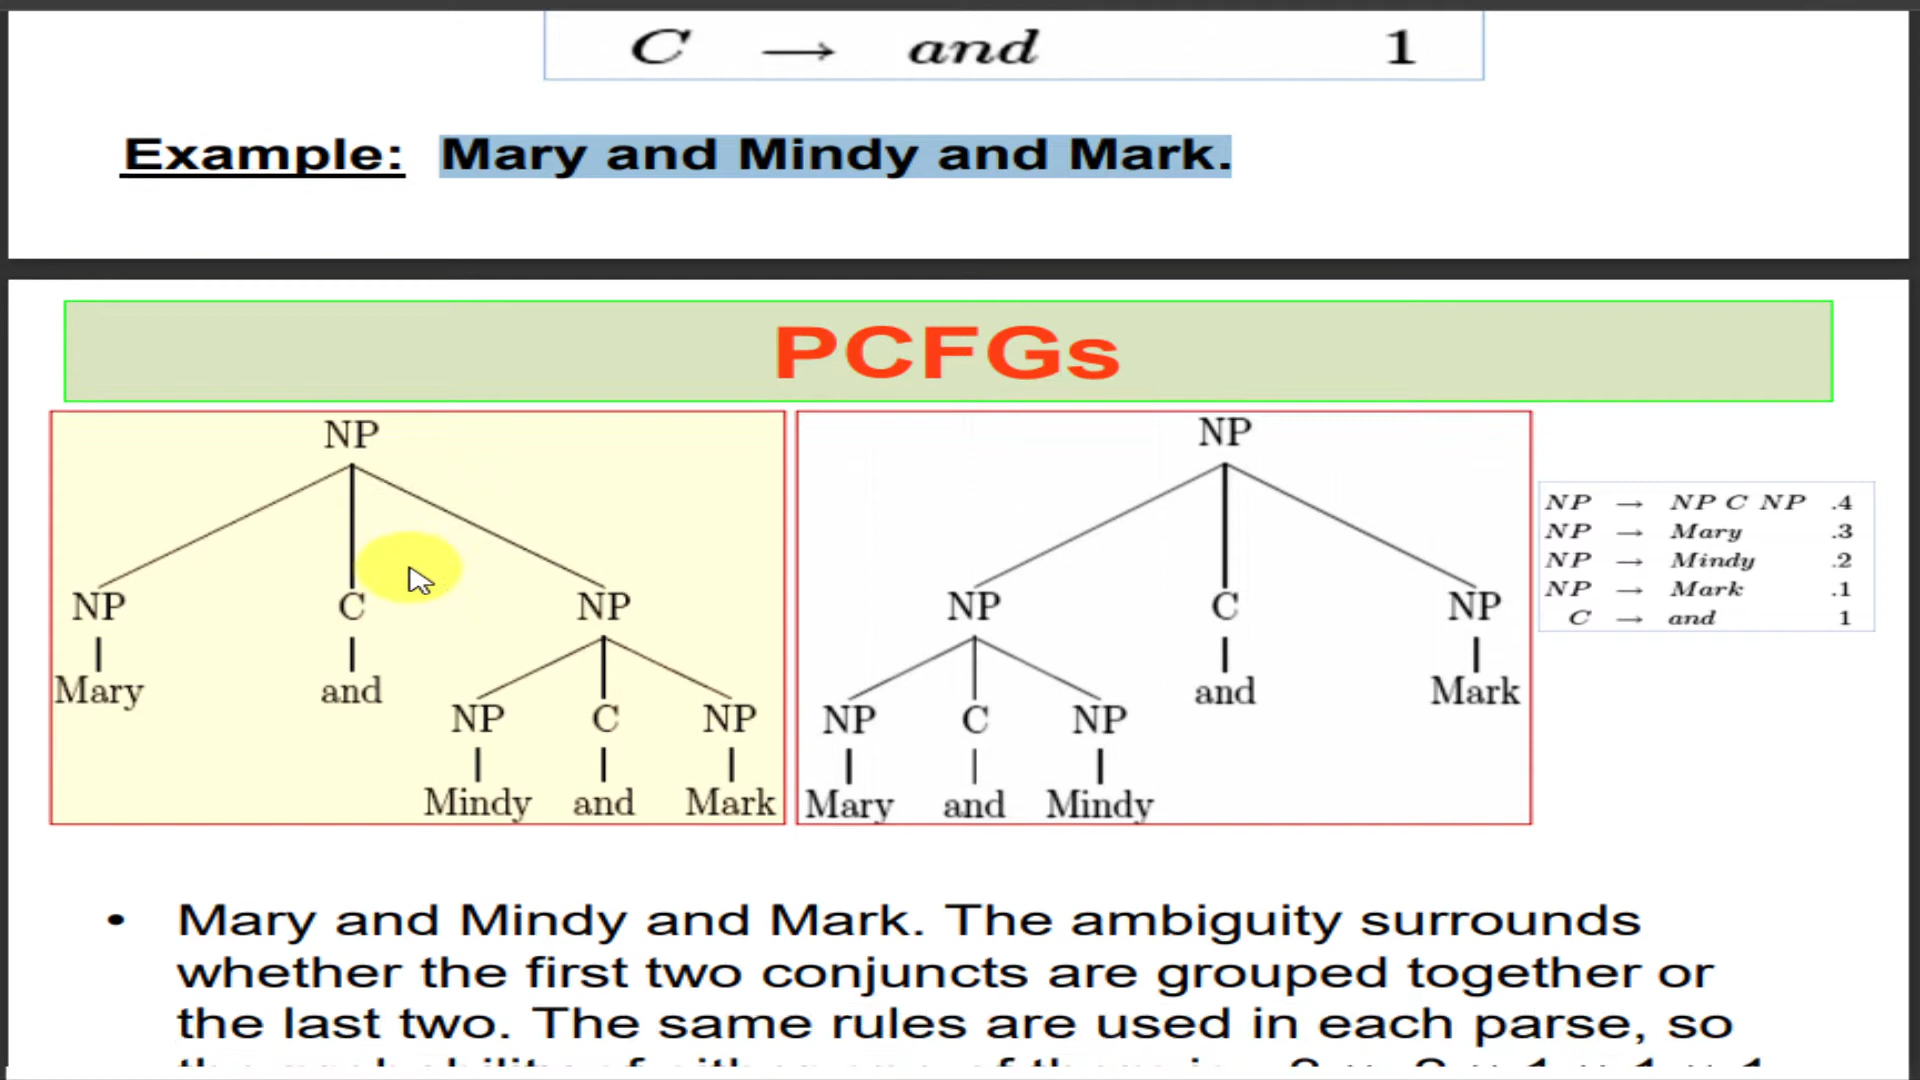 C → and 1
Example: Mary and Mindy and Mark.
PCFGs
NP
NP C NP
Mary and
NP C NP
Mindy and Mark
NP
NP C NP
and Mark
NP C NP
Mary and Mindy
NP → NP C NP .4
NP → Mary .3
NP → Mindy .2
NP → Mark .1
C → and 1
• Mary and Mindy and Mark. The ambiguity surrounds
whether the first two conjuncts are grouped together or
the last two. The same rules are used in each parse, so